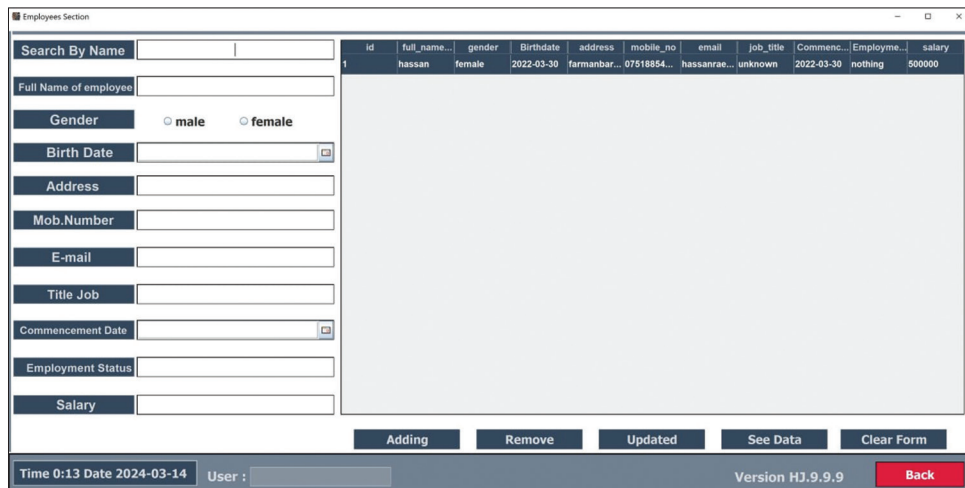 Employees Section
Search By Name
Full Name of employee
Gender male female
Birth Date
Address
Mob.Number
E-mail
Title Job
Commencement Date
Employment Status
Salary
id full_name... gender Birthdate address mobile_no email job_title Commenc... Employme... salary
1 hassan female 2022-03-30 farmanbar... 07518854... hassanrae... unknown 2022-03-30 nothing 500000
Adding Remove Updated See Data Clear Form
Time 0:13 Date 2024-03-14 User : Version HJ.9.9.9 Back